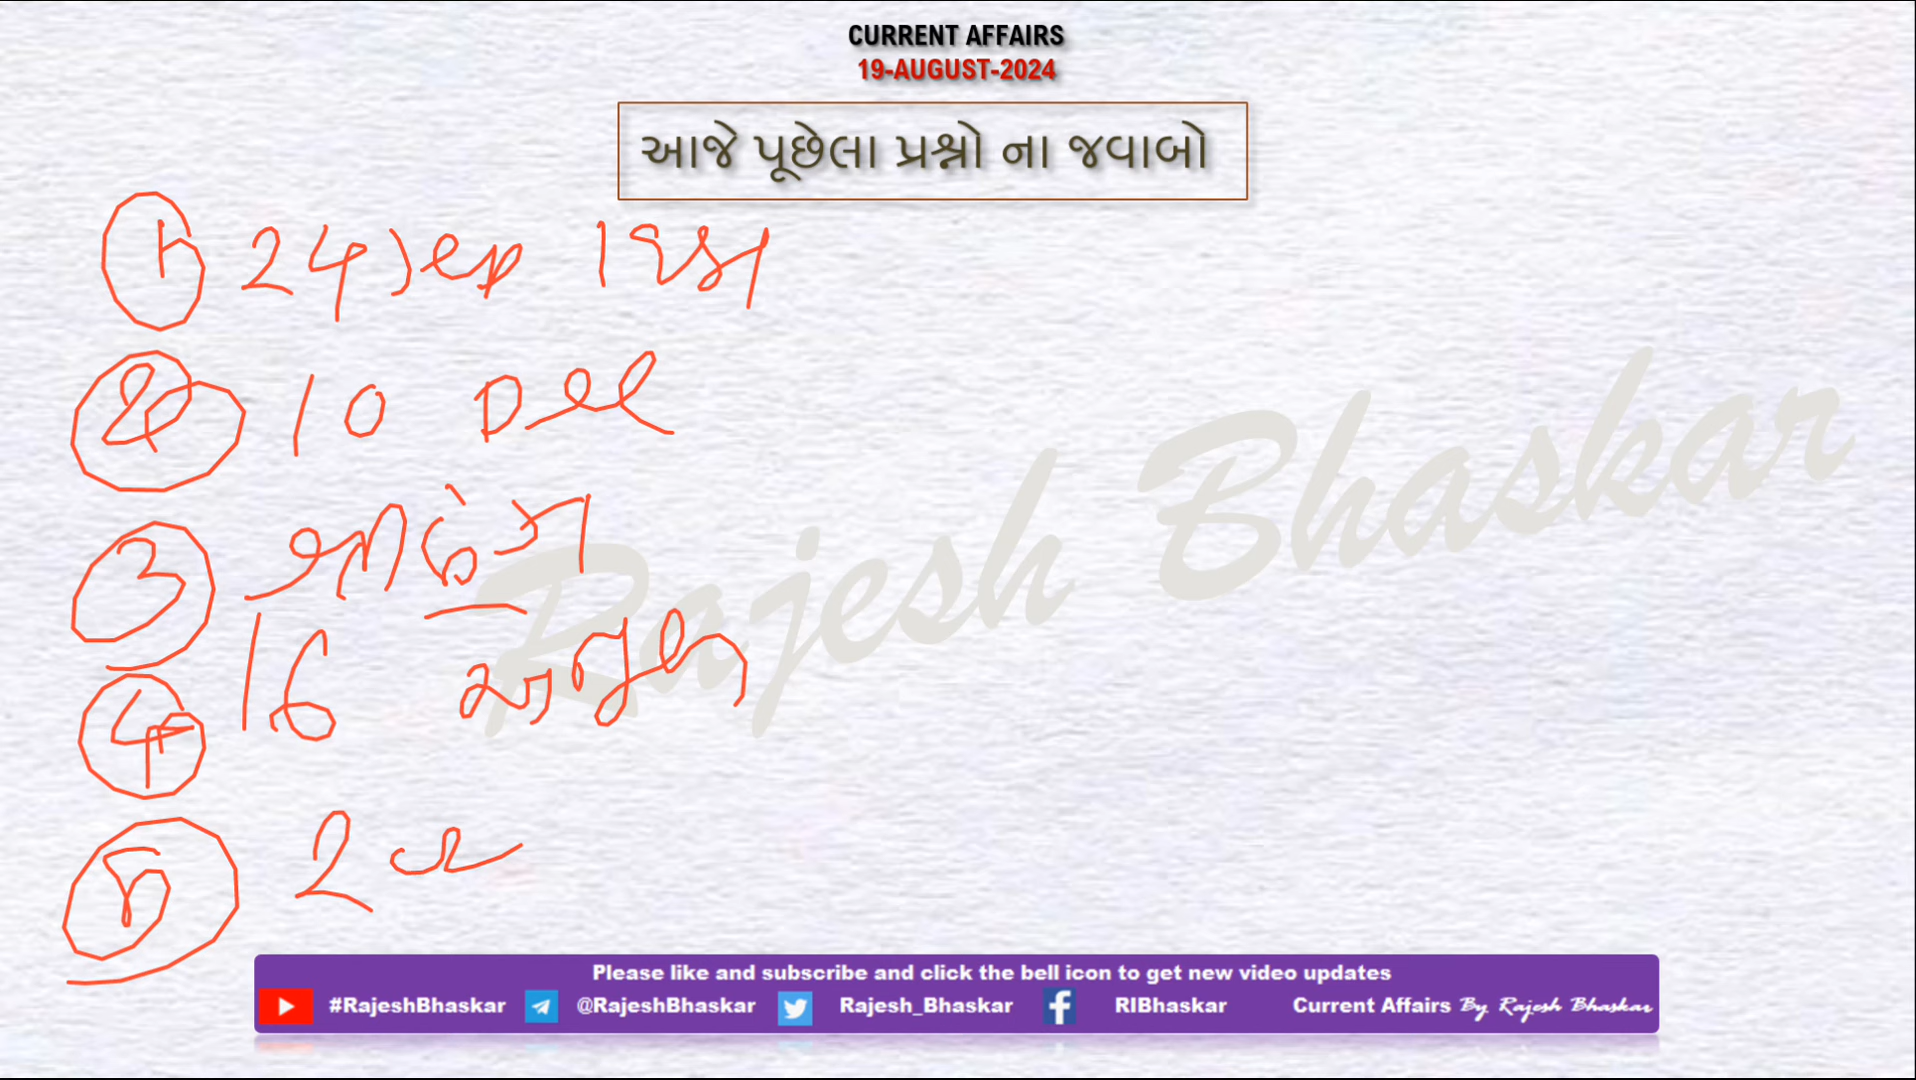 CURRENT AFFAIRS
19-AUGUST-2024
આજે પૂછેલા પ્રશ્નો ના જવાબો
1 24 Sep
2 10 Dec
3
4 16
5 2
Rajesh Bhaskar
Please like and subscribe and click the bell icon to get new video updates
#RajeshBhaskar @RajeshBhaskar Rajesh_Bhaskar RIBhaskar Current Affairs By Rajesh Bhaskar